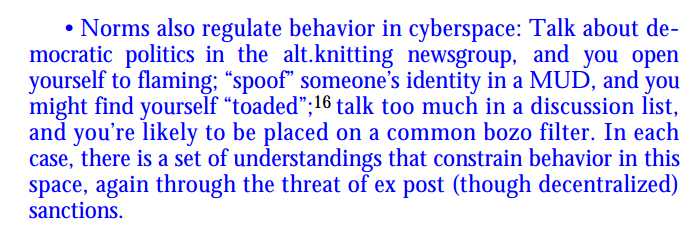 • Norms also regulate behavior in cyberspace: Talk about de-
mocratic politics in the alt.knitting newsgroup, and you open
yourself to flaming; “spoof” someone’s identity in a MUD, and you
might find yourself “toaded”;16 talk too much in a discussion list,
and you’re likely to be placed on a common bozo filter. In each
case, there is a set of understandings that constrain behavior in this
space, again through the threat of ex post (though decentralized)
sanctions.